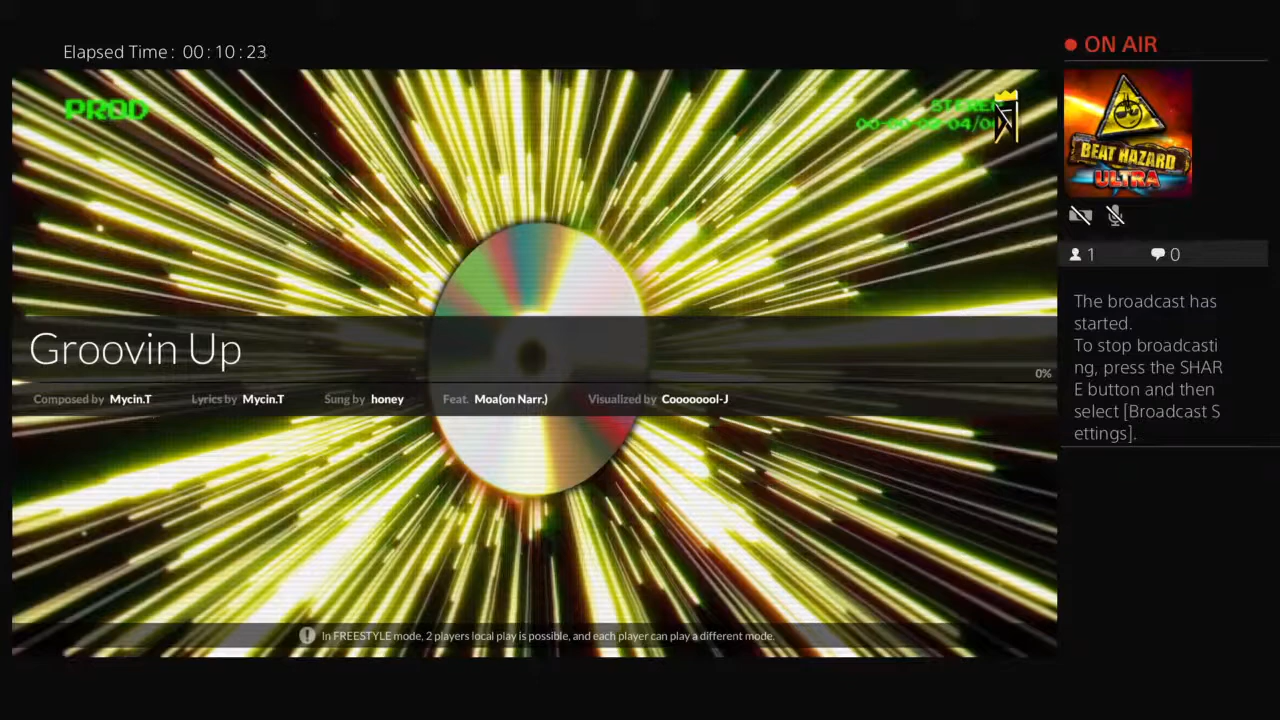 Elapsed Time: 00:10:23
ON AIR
PROD
STEREO
BEAT HAZARD
ULTRA
1
0
The broadcast has
started.
To stop broadcasti
ng, press the SHAR
E button and then
select [Broadcast S
ettings].
Groovin Up
0%
Composed by Mycin.T
Lyrics by Mycin.T
Sung by honey
Feat. Moa(on Narr.)
Visualized by Coooooool-J
In FREESTYLE mode, 2 players local play is possible, and each player can play a different mode.